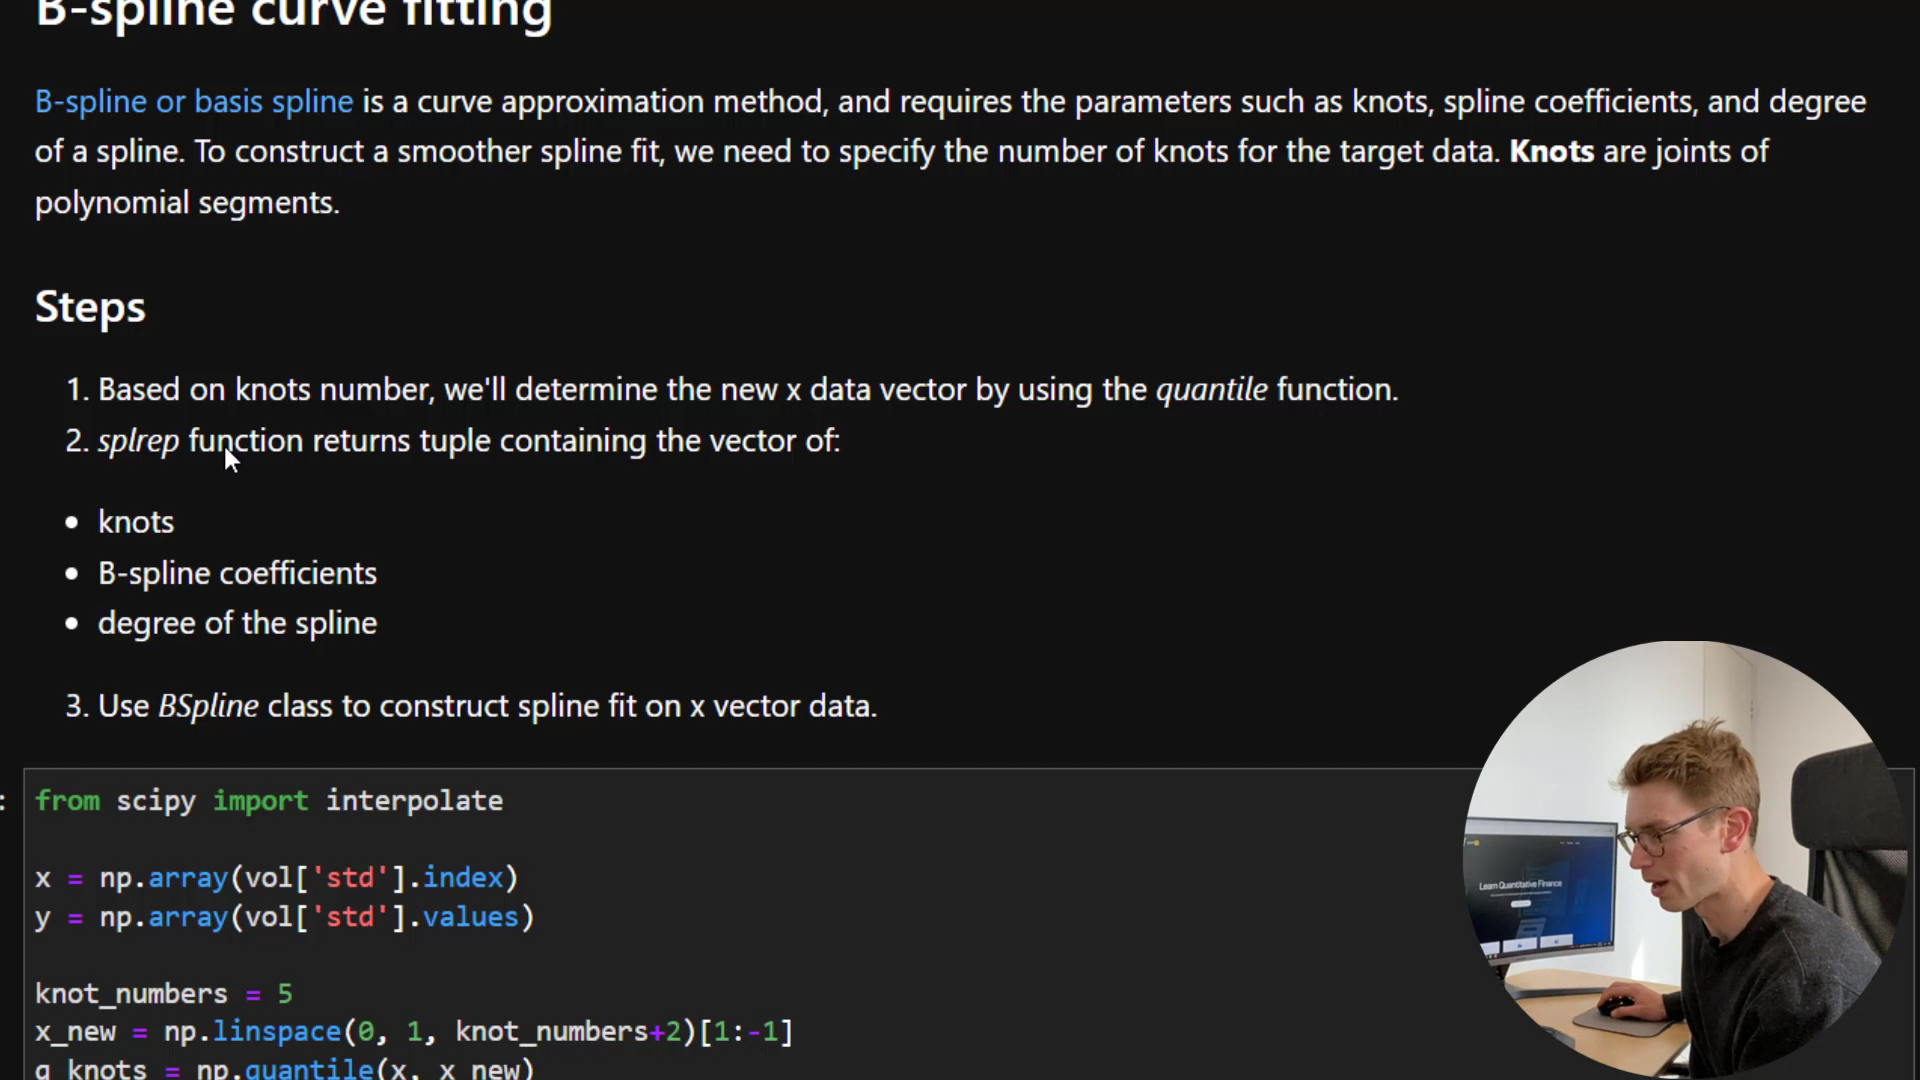 B-spline curve fitting
B-spline or basis spline is a curve approximation method, and requires the parameters such as knots, spline coefficients, and degree
of a spline. To construct a smoother spline fit, we need to specify the number of knots for the target data. Knots are joints of
polynomial segments.
Steps
1. Based on knots number, we'll determine the new x data vector by using the quantile function.
2. splrep function returns tuple containing the vector of:
• knots
• B-spline coefficients
• degree of the spline
3. Use BSpline class to construct spline fit on x vector data.
: from scipy import interpolate
x = np.array(vol['std'].index)
y = np.array(vol['std'].values)
knot_numbers = 5
x_new = np.linspace(0, 1, knot_numbers+2)[1:-1]
q_knots = np.quantile(x, x_new)
Learn Quantitative Finance